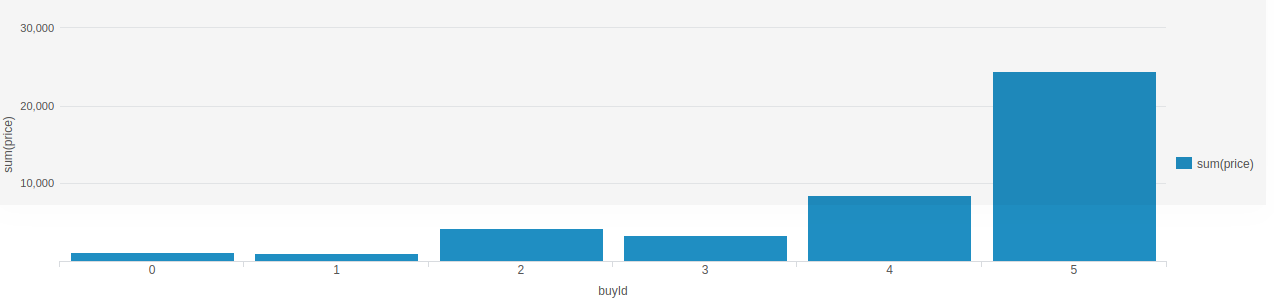 30,000
20,000
10,000
sum(price)
sum(price)
0 1 2 3 4 5
buyId